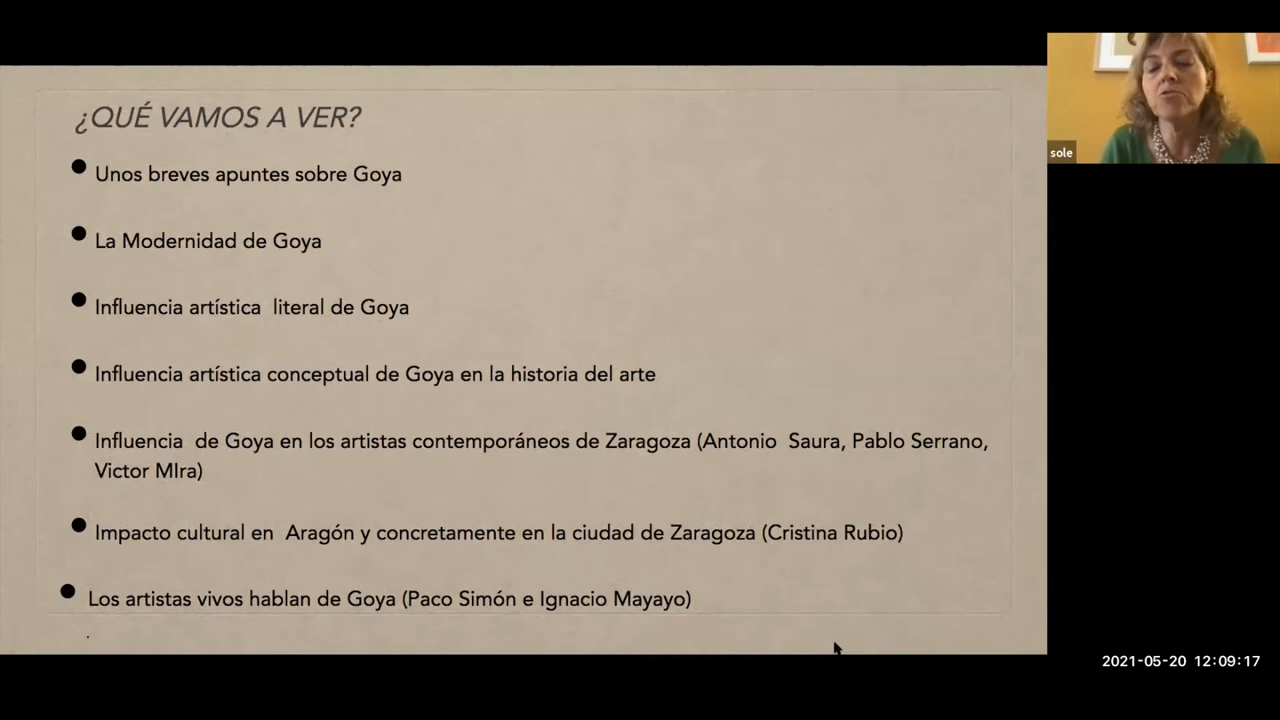 ¿QUÉ VAMOS A VER?
Unos breves apuntes sobre Goya
La Modernidad de Goya
Influencia artística  literal de Goya
Influencia artística conceptual de Goya en la historia del arte
Influencia  de Goya en los artistas contemporáneos de Zaragoza (Antonio  Saura, Pablo Serrano,
Victor MIra)
Impacto cultural en  Aragón y concretamente en la ciudad de Zaragoza (Cristina Rubio)
Los artistas vivos hablan de Goya (Paco Simón e Ignacio Mayayo)
.
sole
2021-05-20 12:09:17